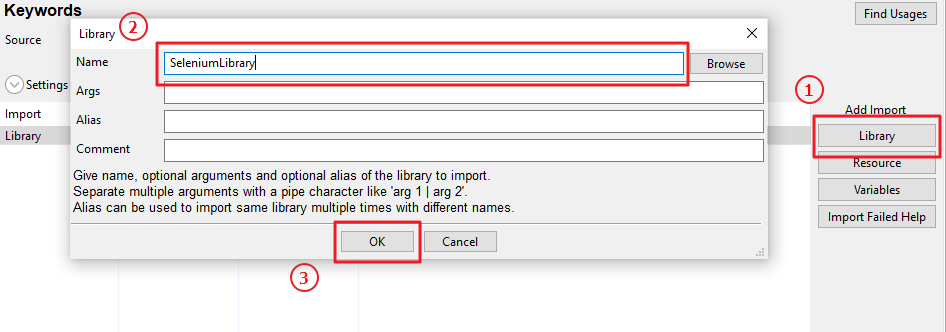 Keywords
Find Usages
Source
Settings
Import
Library
②
Library
Name
SeleniumLibrary
Browse
Args
Alias
Comment
Give name, optional arguments and optional alias of the library to import.
Separate multiple arguments with a pipe character like 'arg 1 | arg 2'.
Alias can be used to import same library multiple times with different names.
OK
Cancel
③
①
Add Import
Library
Resource
Variables
Import Failed Help